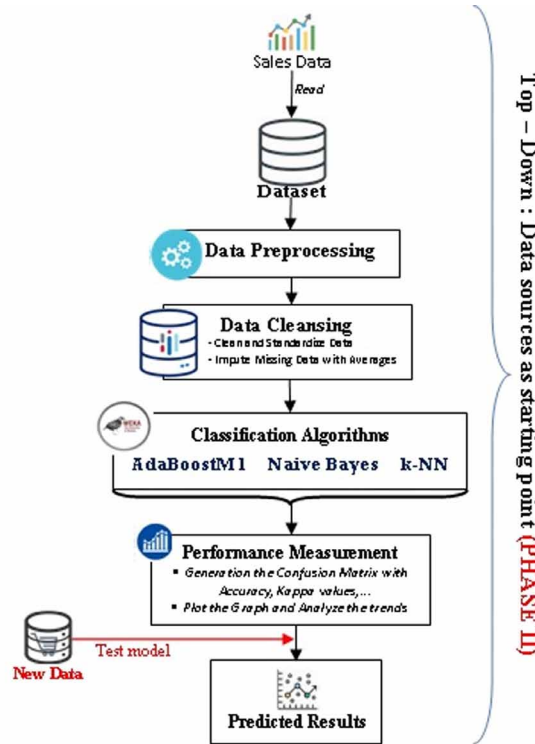 Sales Data
Read
Dataset
Data Preprocessing
Data Cleansing
- Clean and Standardize Data
- Impute Missing Data with Averages
WEKA
Classification Algorithms
AdaBoostM1 Naive Bayes k-NN
Performance Measurement
▪ Generation the Confusion Matrix with
Accuracy, Kappa values,...
▪ Plot the Graph and Analyze the trends
New Data
Test model
Predicted Results
Top – Down : Data sources as starting point (PHASE II)